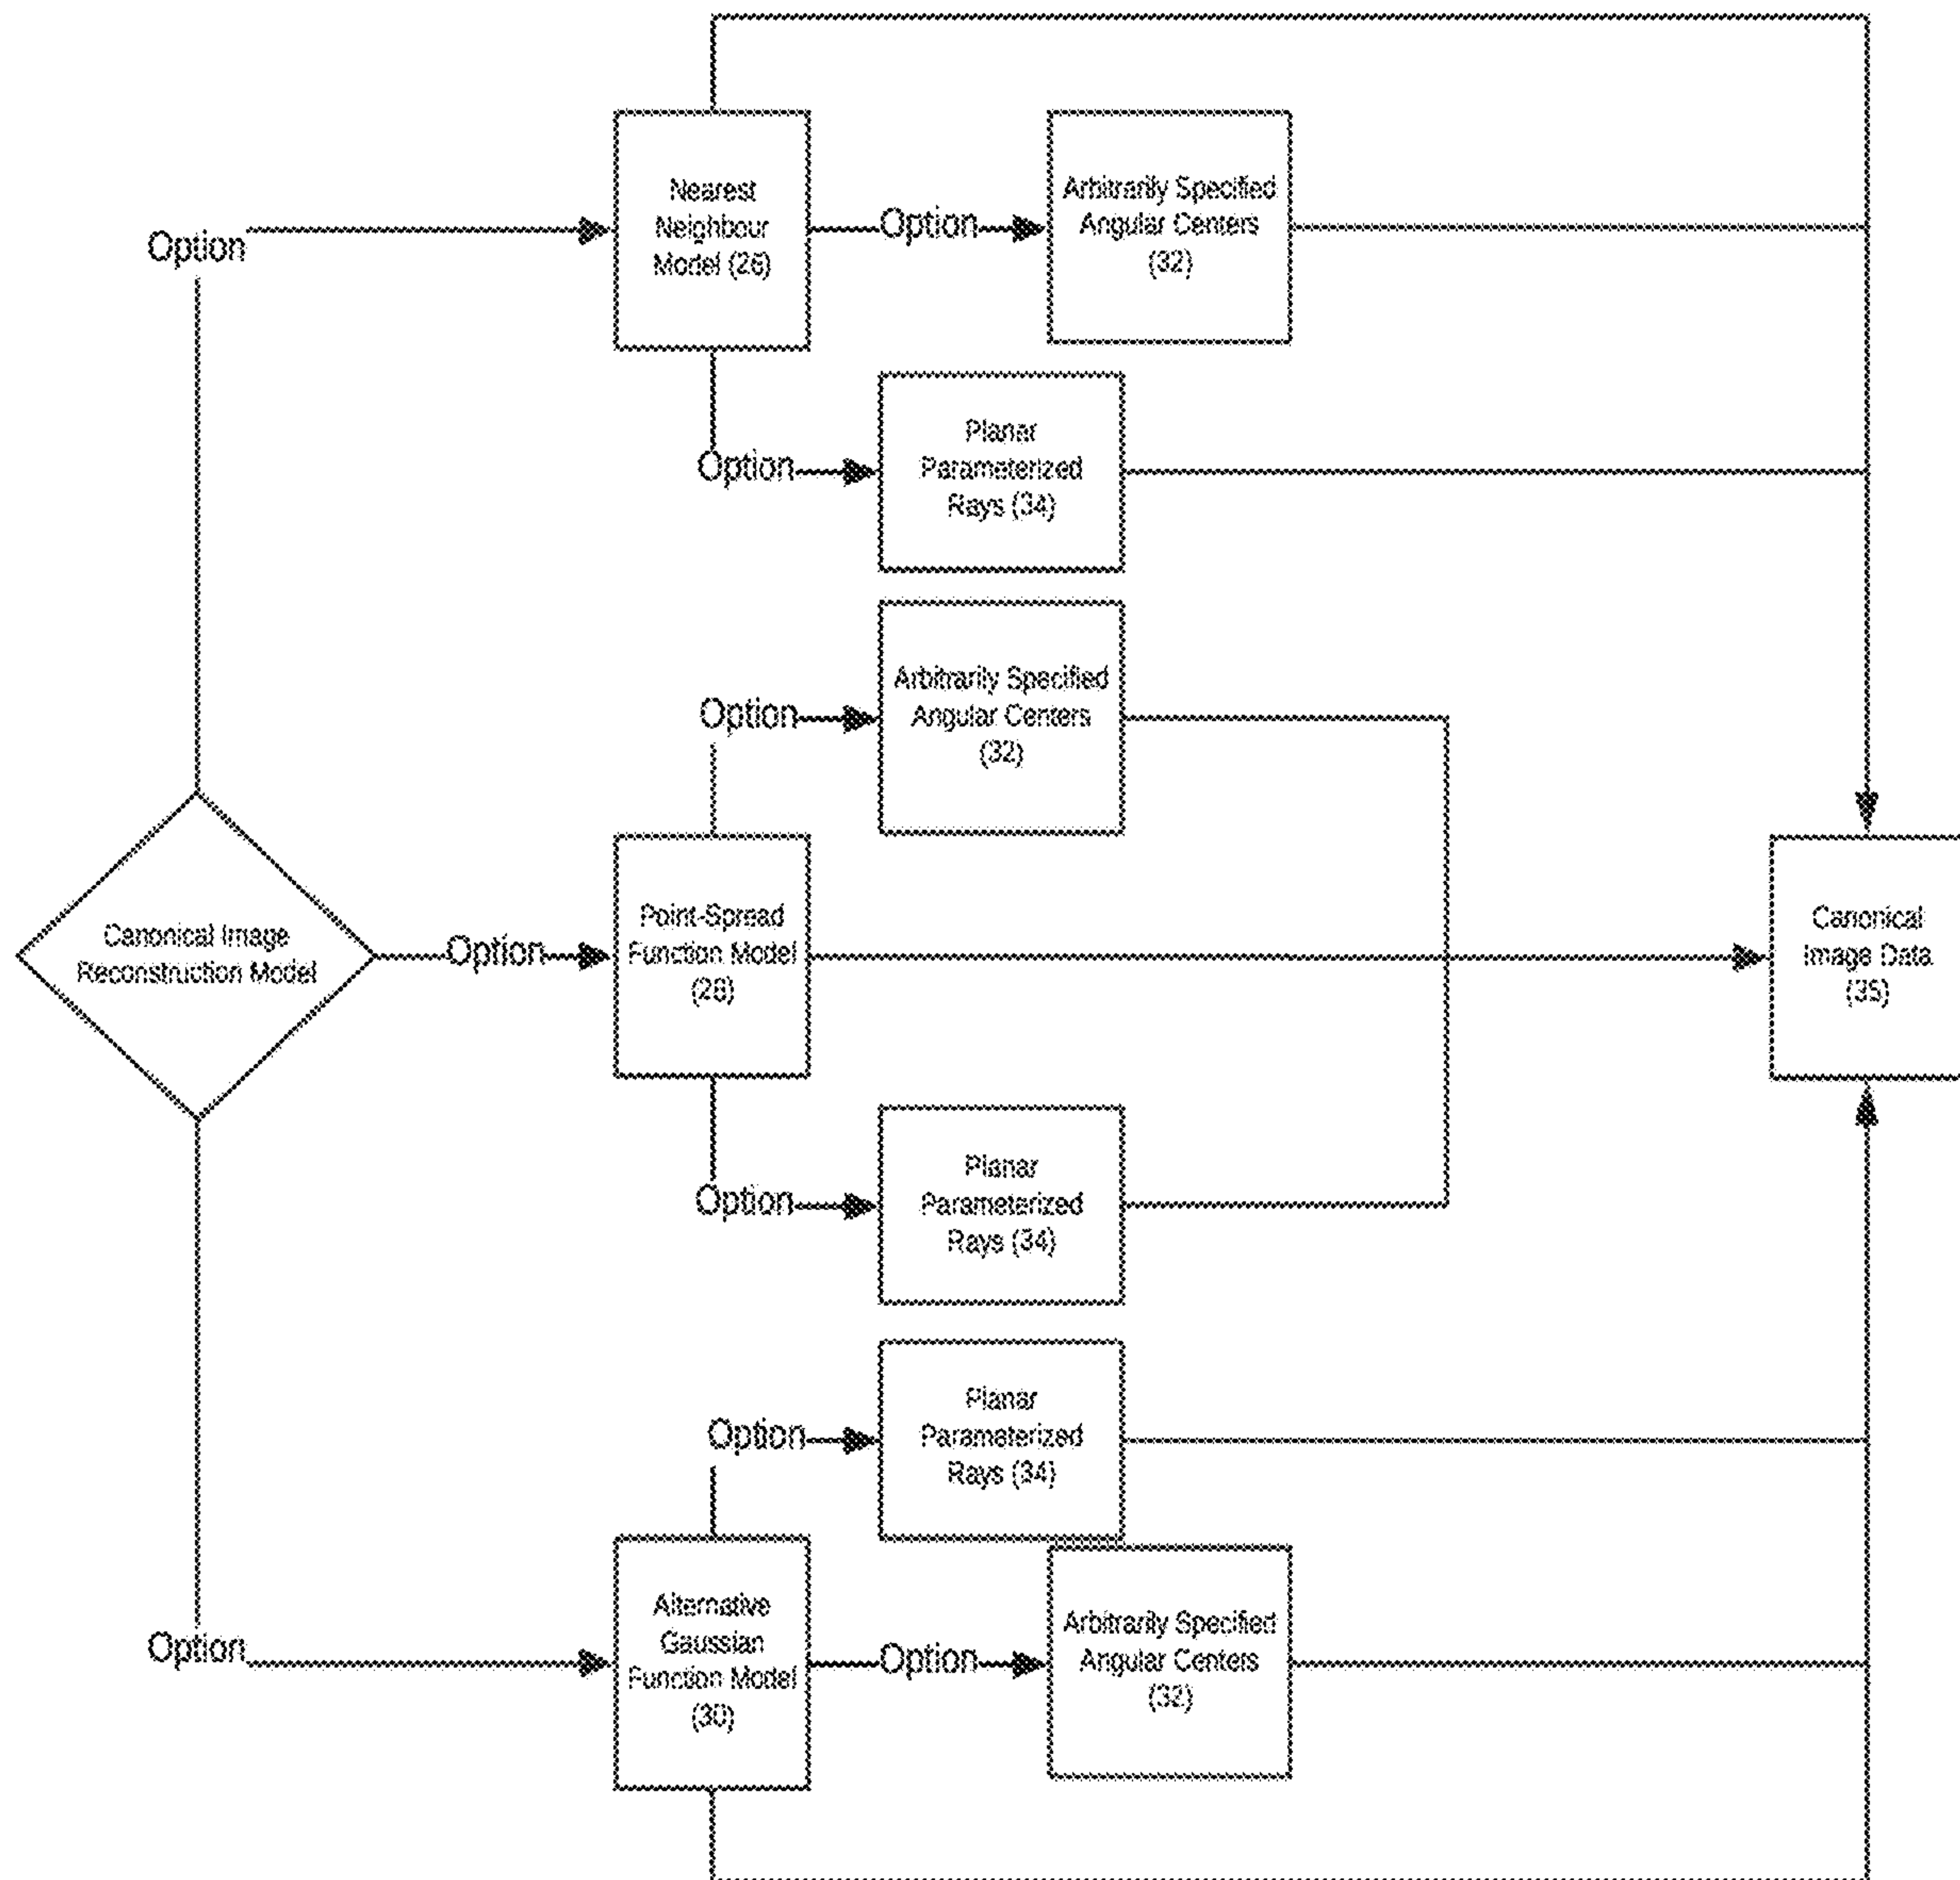 Nearest
Neighbour
Model (26)
Option
Arbitrarily Specified
Angular Centers
(32)
Option
Option
Planar
Parameterized
Rays (34)
Option
Arbitrarily Specified
Angular Centers
(32)
Canonical Image
Reconstruction Model
Option
Point-Spread
Function Model
(28)
Canonical
Image Data
(35)
Option
Planar
Parameterized
Rays (34)
Option
Planar
Parameterized
Rays (34)
Option
Alternative
Gaussian
Function Model
(30)
Option
Arbitrarily Specified
Angular Centers
(32)